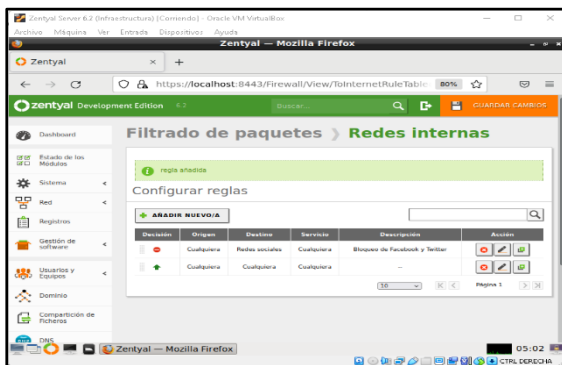 Zentyal Server 6.2 (Infraestructura) [Corriendo] - Oracle VM VirtualBox
Archivo Máquina Ver Entrada Dispositivos Ayuda
Zentyal — Mozilla Firefox
Zentyal
https://localhost:8443/Firewall/View/ToInternetRuleTable
80%
zentyal Development Edition 6.2
Buscar...
GUARDAR CAMBIOS
Dashboard
Estado de los Módulos
Sistema
Red
Registros
Gestión de software
Usuarios y Equipos
Dominio
Compartición de Ficheros
DNS
Filtrado de paquetes Redes internas
regla añadida
Configurar reglas
AÑADIR NUEVO/A
Decisión Origen Destino Servicio Descripción Acción
Cualquiera Redes sociales Cualquiera Bloqueo de Facebook y Twitter
Cualquiera Cualquiera Cualquiera --
10 Página 1
Zentyal — Mozilla Firefox
05:02
CTRL DERECHA